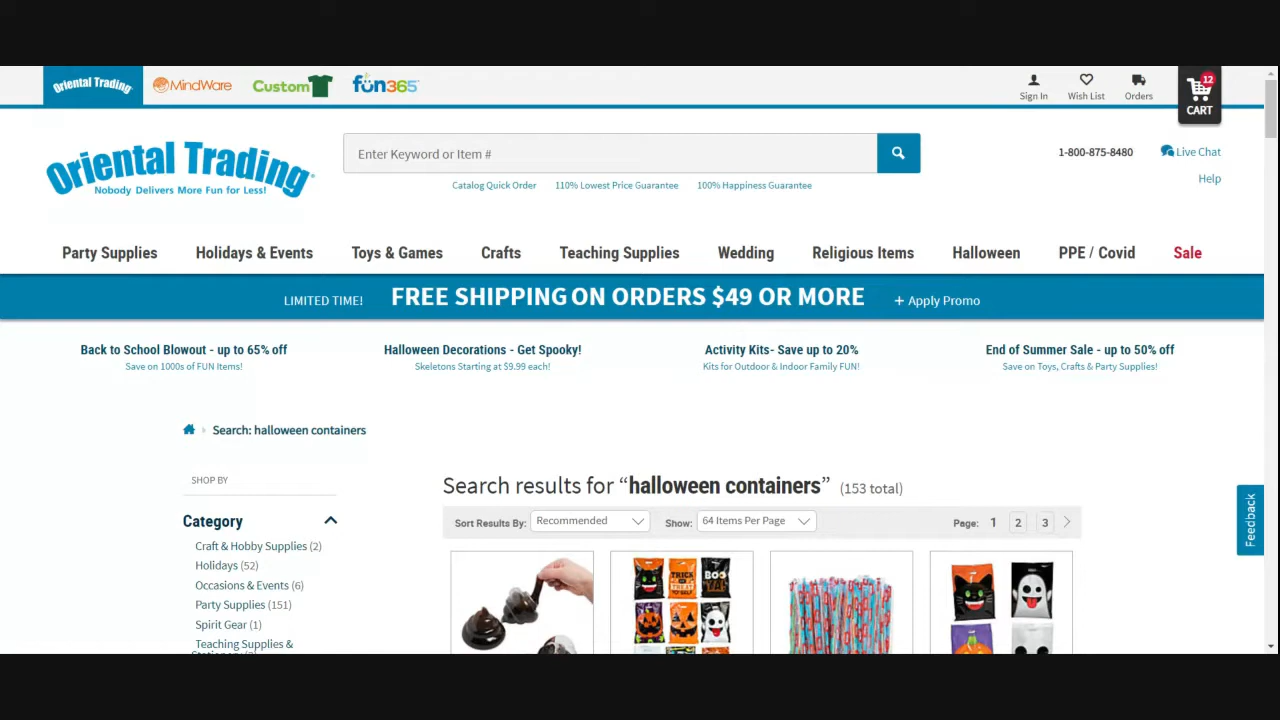 Oriental Trading
MindWare
Custom
fun365
Sign In
Wish List
Orders
12
CART
Oriental Trading
Nobody Delivers More Fun for Less!
Enter Keyword or Item #
Catalog Quick Order
110% Lowest Price Guarantee
100% Happiness Guarantee
1-800-875-8480
Live Chat
Help
Party Supplies
Holidays & Events
Toys & Games
Crafts
Teaching Supplies
Wedding
Religious Items
Halloween
PPE / Covid
Sale
LIMITED TIME! FREE SHIPPING ON ORDERS $49 OR MORE + Apply Promo
Back to School Blowout - up to 65% off
Save on 1000s of FUN Items!
Halloween Decorations - Get Spooky!
Skeletons Starting at $9.99 each!
Activity Kits- Save up to 20%
Kits for Outdoor & Indoor Family FUN!
End of Summer Sale - up to 50% off
Save on Toys, Crafts & Party Supplies!
Search: halloween containers
SHOP BY
Category
Craft & Hobby Supplies (2)
Holidays (52)
Occasions & Events (6)
Party Supplies (151)
Spirit Gear (1)
Teaching Supplies &
Search results for “halloween containers” (153 total)
Sort Results By: Recommended
Show: 64 Items Per Page
Page: 1 2 3
TRICK OR TREAT YO'SELF
BOO YA!
Feedback